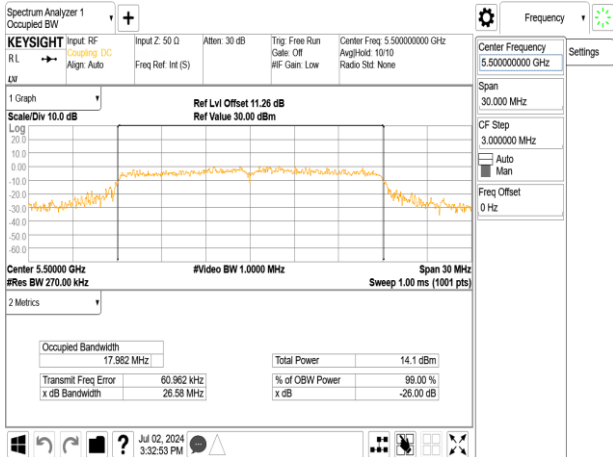 Spectrum Analyzer 1
Occupied BW
KEYSIGHT
RL
Input: RF
Coupling: DC
Align: Auto
Input Z: 50 Ω
Freq Ref: Int (S)
Atten: 30 dB
Trig: Free Run
Gate: Off
#IF Gain: Low
Center Freq: 5.500000000 GHz
Avg|Hold: 10/10
Radio Std: None
1 Graph
Scale/Div 10.0 dB
Ref Lvl Offset 11.26 dB
Ref Value 30.00 dBm
Log
20.0
10.0
0.00
-10.0
-20.0
-30.0
-40.0
-50.0
-60.0
Center 5.50000 GHz
#Video BW 1.0000 MHz
Span 30 MHz
#Res BW 270.00 kHz
Sweep 1.00 ms (1001 pts)
2 Metrics
Occupied Bandwidth
17.982 MHz
Total Power 14.1 dBm
Transmit Freq Error 60.962 kHz
% of OBW Power 99.00 %
x dB Bandwidth 26.58 MHz
x dB -26.00 dB
?
Jul 02, 2024
3:32:53 PM
Frequency
Center Frequency
5.500000000 GHz
Settings
Span
30.000 MHz
CF Step
3.000000 MHz
Auto
Man
Freq Offset
0 Hz